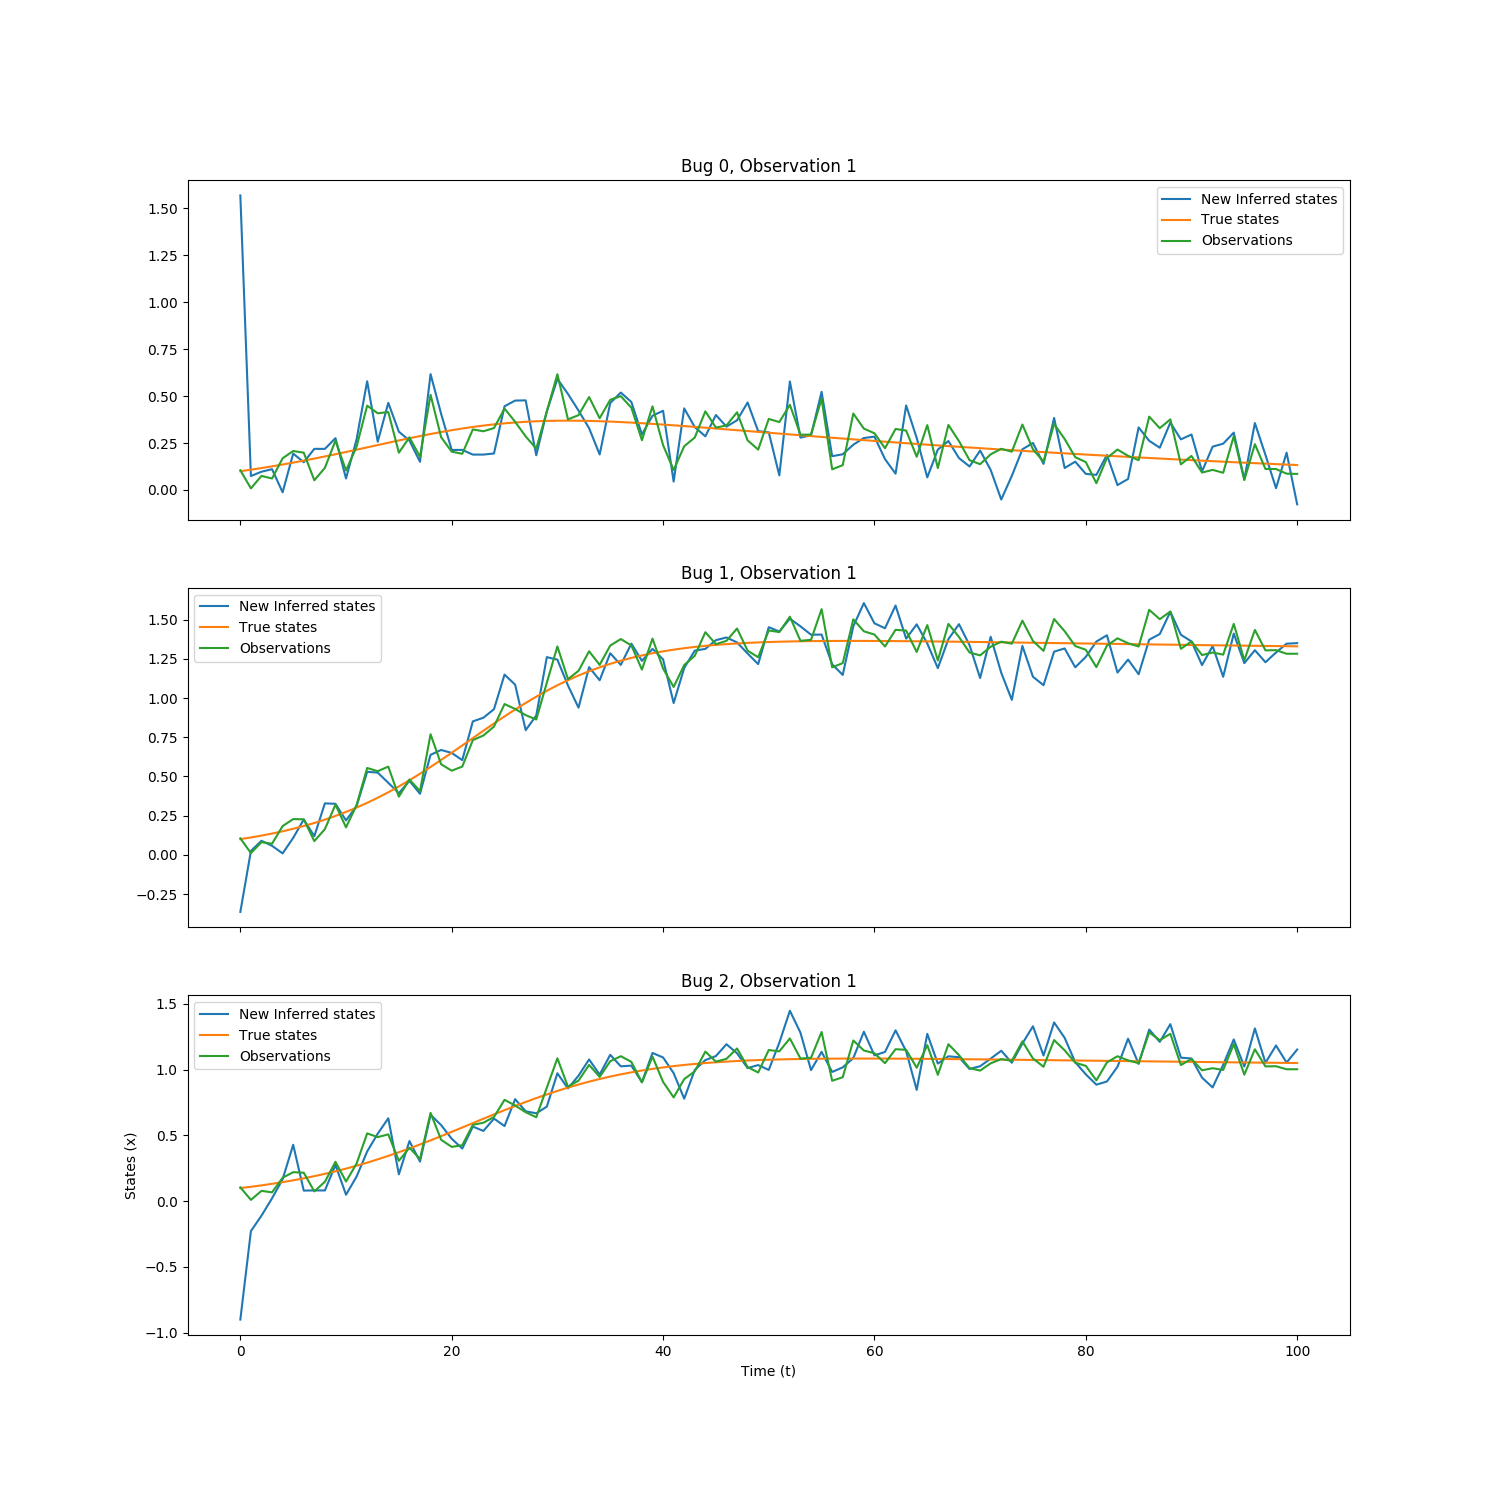 Bug 0, Observation 1
1.50
1.25
1.00
0.75
0.50
0.25
0.00
New Inferred states
True states
Observations
Bug 1, Observation 1
1.50
1.25
1.00
0.75
0.50
0.25
0.00
−0.25
New Inferred states
True states
Observations
Bug 2, Observation 1
1.5
1.0
0.5
0.0
−0.5
−1.0
States (x)
New Inferred states
True states
Observations
0 20 40 60 80 100
Time (t)